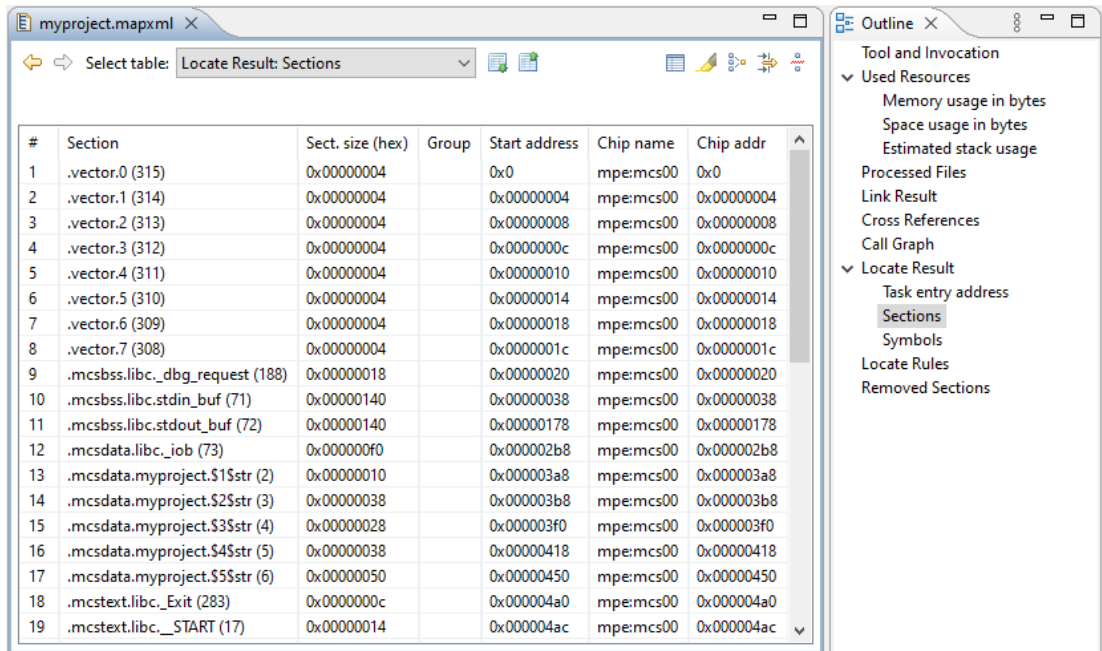 myproject.mapxml
Select table: Locate Result: Sections
# Section Sect. size (hex) Group Start address Chip name Chip addr
1 .vector.0 (315) 0x00000004 0x0 mpe:mcs00 0x0
2 .vector.1 (314) 0x00000004 0x00000004 mpe:mcs00 0x00000004
3 .vector.2 (313) 0x00000004 0x00000008 mpe:mcs00 0x00000008
4 .vector.3 (312) 0x00000004 0x0000000c mpe:mcs00 0x0000000c
5 .vector.4 (311) 0x00000004 0x00000010 mpe:mcs00 0x00000010
6 .vector.5 (310) 0x00000004 0x00000014 mpe:mcs00 0x00000014
7 .vector.6 (309) 0x00000004 0x00000018 mpe:mcs00 0x00000018
8 .vector.7 (308) 0x00000004 0x0000001c mpe:mcs00 0x0000001c
9 .mcsbss.libc._dbg_request (188) 0x00000018 0x00000020 mpe:mcs00 0x00000020
10 .mcsbss.libc.stdin_buf (71) 0x00000140 0x00000038 mpe:mcs00 0x00000038
11 .mcsbss.libc.stdout_buf (72) 0x00000140 0x00000178 mpe:mcs00 0x00000178
12 .mcsdata.libc._iob (73) 0x000000f0 0x000002b8 mpe:mcs00 0x000002b8
13 .mcsdata.myproject.$1$str (2) 0x00000010 0x000003a8 mpe:mcs00 0x000003a8
14 .mcsdata.myproject.$2$str (3) 0x00000038 0x000003b8 mpe:mcs00 0x000003b8
15 .mcsdata.myproject.$3$str (4) 0x00000028 0x000003f0 mpe:mcs00 0x000003f0
16 .mcsdata.myproject.$4$str (5) 0x00000038 0x00000418 mpe:mcs00 0x00000418
17 .mcsdata.myproject.$5$str (6) 0x00000050 0x00000450 mpe:mcs00 0x00000450
18 .mcstext.libc._Exit (283) 0x0000000c 0x000004a0 mpe:mcs00 0x000004a0
19 .mcstext.libc.__START (17) 0x00000014 0x000004ac mpe:mcs00 0x000004ac
Outline
Tool and Invocation
Used Resources
Memory usage in bytes
Space usage in bytes
Estimated stack usage
Processed Files
Link Result
Cross References
Call Graph
Locate Result
Task entry address
Sections
Symbols
Locate Rules
Removed Sections